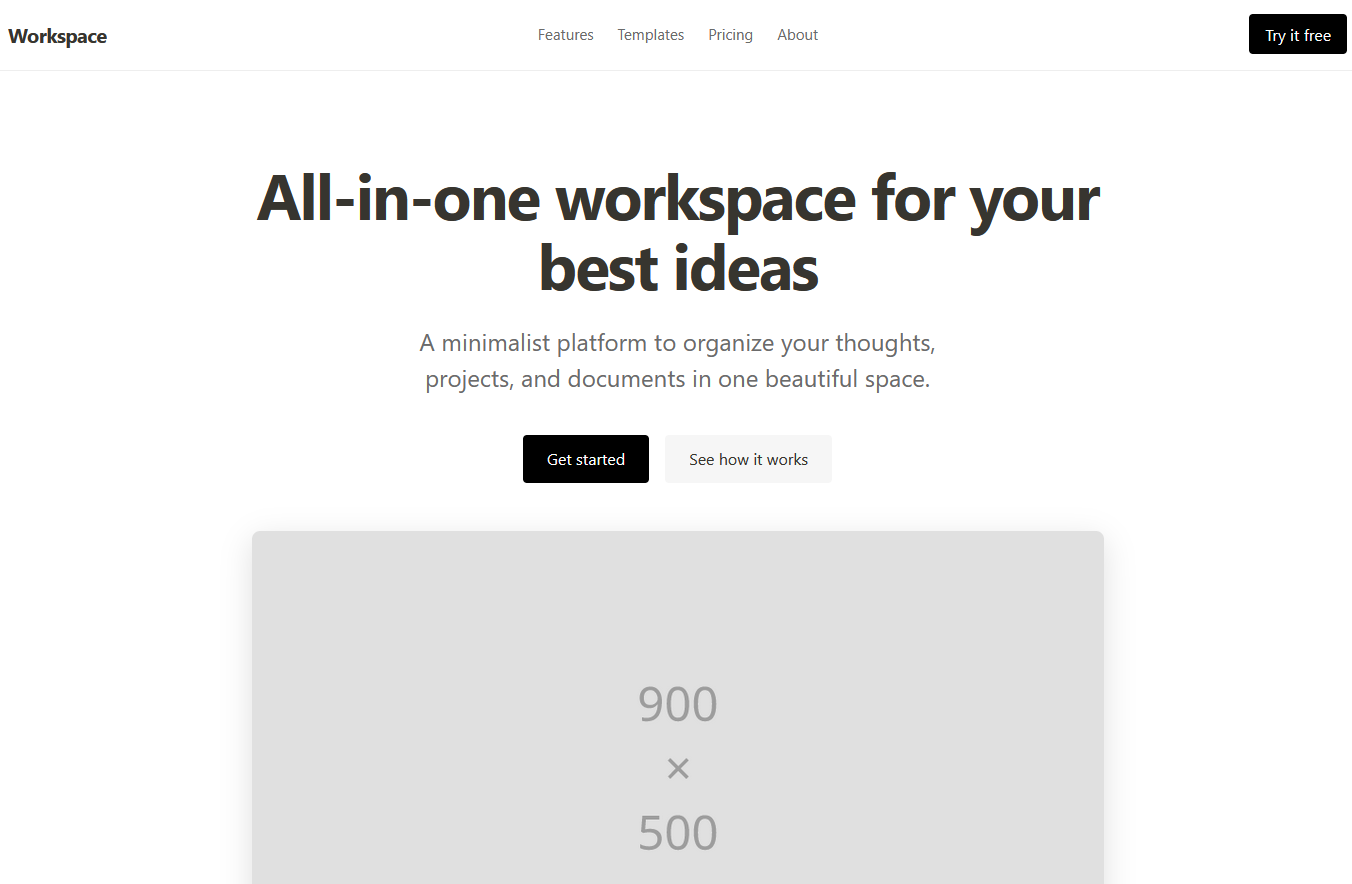 Workspace
Features
Templates
Pricing
About
Try it free
All-in-one workspace for your
best ideas
A minimalist platform to organize your thoughts,
projects, and documents in one beautiful space.
Get started
See how it works
900
×
500